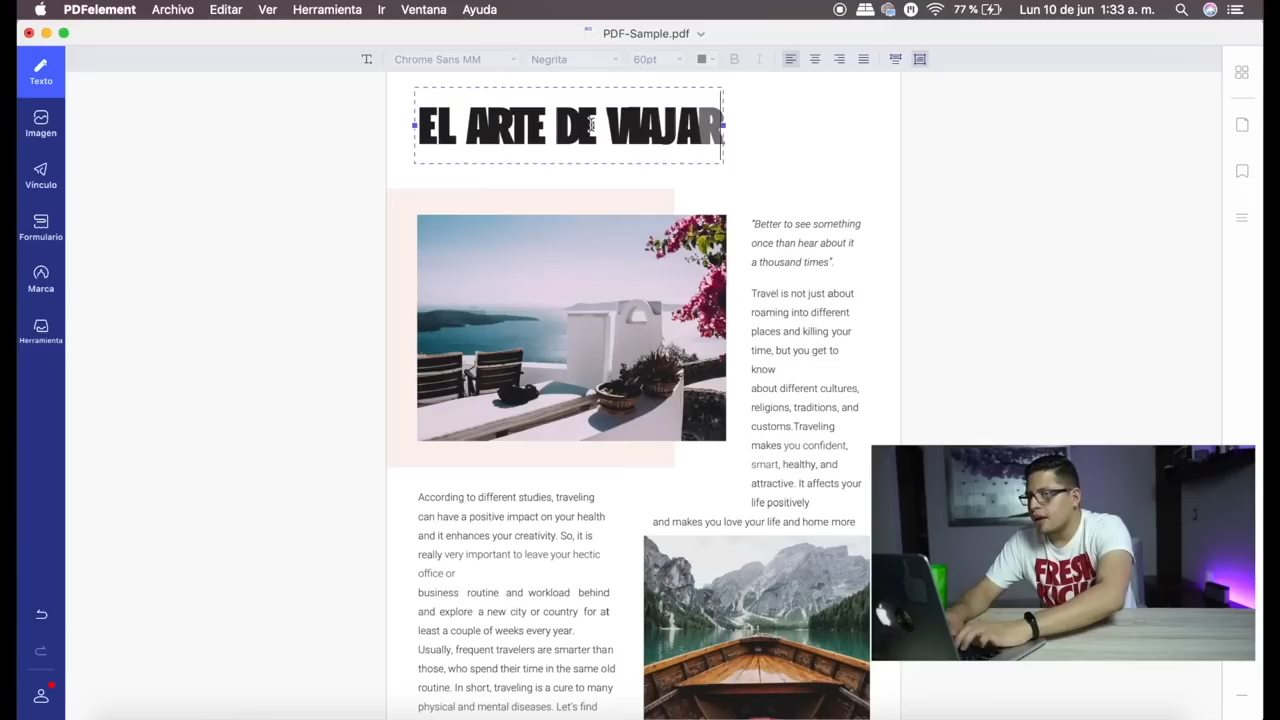 PDFelement Archivo Editar Ver Herramienta Ir Ventana Ayuda
77 % Lun 10 de jun 1:33 a. m.
PDF-Sample.pdf
Chrome Sans MM Negrita 60pt B I
Texto
Imagen
Vínculo
Formulario
Marca
Herramienta
EL ARTE DE VIAJAR
“Better to see something
once than hear about it
a thousand times”.
Travel is not just about
roaming into different
places and killing your
time, but you get to
know
about different cultures,
religions, traditions, and
customs.Traveling
makes you confident,
smart, healthy, and
attractive. It affects your
life positively
and makes you love your life and home more
According to different studies, traveling
can have a positive impact on your health
and it enhances your creativity. So, it is
really very important to leave your hectic
office or
business routine and workload behind
and explore a new city or country for at
least a couple of weeks every year.
Usually, frequent travelers are smarter than
those, who spend their time in the same old
routine. In short, traveling is a cure to many
physical and mental diseases. Let's find
FRESH